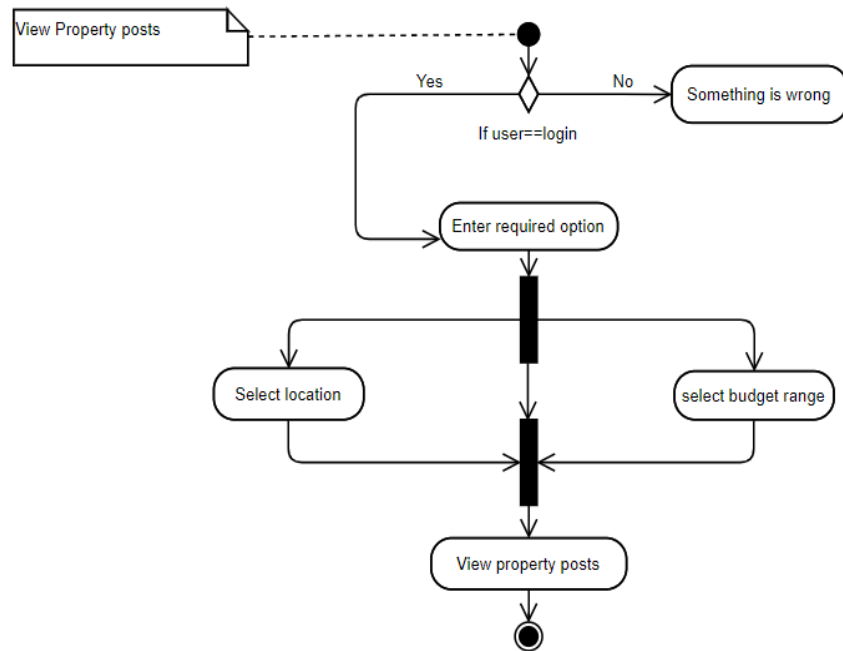 View Property posts
Yes
No
Something is wrong
If user==login
Enter required option
Select location
select budget range
View property posts